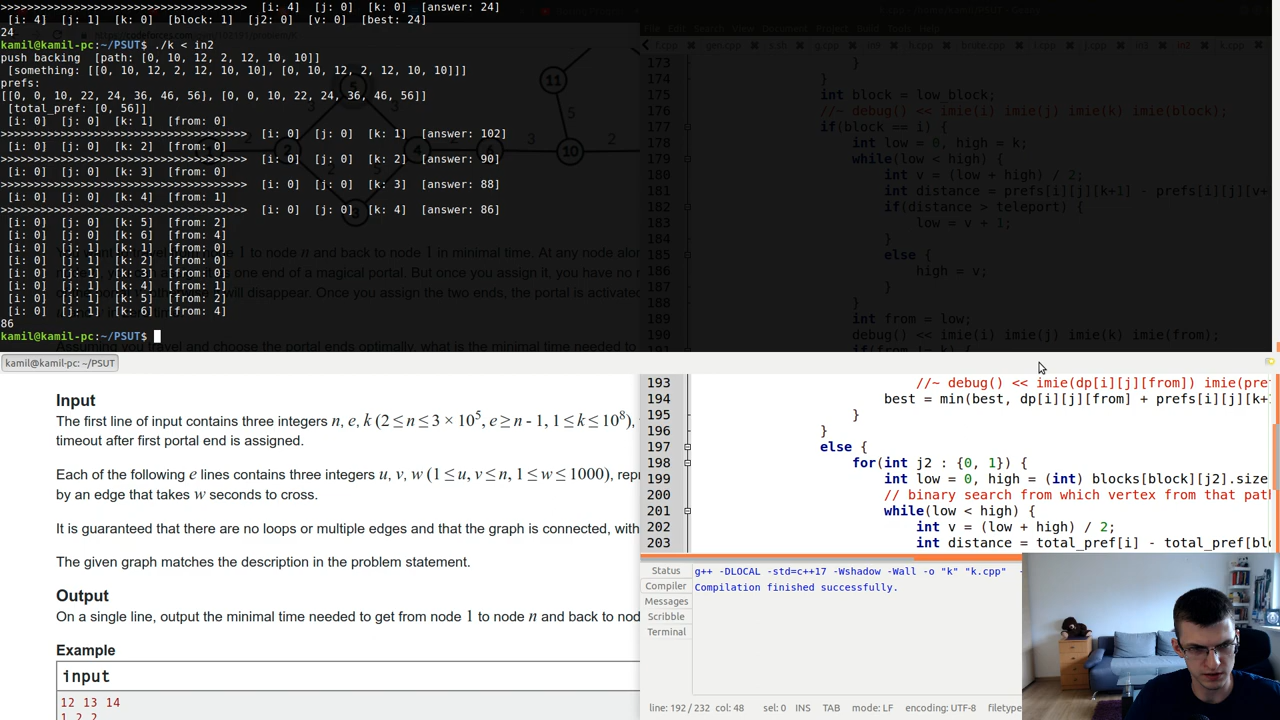 >>>>>>>>>>>>>>>>>>>>>>>>>>>>>>>>>>>>> [i: 4] [j: 0] [k: 0] [answer: 24]
[i: 4] [j: 0] [k: 0] [block: 1] [j2: 0] [v: 0] [best: 24]
24
kamil@kamil-pc:~/PSUT$ ./k < in2
push backing [path: [0, 10, 12, 2, 12, 10, 10]]
[something: [[0, 10, 12, 2, 12, 10, 10], [0, 10, 12, 2, 12, 10, 10]]]
prefs:
[[0, 0, 10, 22, 24, 36, 46, 56], [0, 0, 10, 22, 24, 36, 46, 56]]
[total_pref: [0, 56]]
[i: 0] [j: 0] [k: 1] [from: 0]
>>>>>>>>>>>>>>>>>>>>>>>>>>>>>>>>>>>>> [i: 0] [j: 0] [k: 1] [answer: 102]
[i: 0] [j: 0] [k: 2] [from: 0]
>>>>>>>>>>>>>>>>>>>>>>>>>>>>>>>>>>>>> [i: 0] [j: 0] [k: 2] [answer: 90]
[i: 0] [j: 0] [k: 3] [from: 0]
>>>>>>>>>>>>>>>>>>>>>>>>>>>>>>>>>>>>> [i: 0] [j: 0] [k: 3] [answer: 88]
[i: 0] [j: 0] [k: 4] [from: 1]
>>>>>>>>>>>>>>>>>>>>>>>>>>>>>>>>>>>>> [i: 0] [j: 0] [k: 4] [answer: 86]
[i: 0] [j: 0] [k: 5] [from: 2]
[i: 0] [j: 0] [k: 6] [from: 4]
[i: 0] [j: 1] [k: 1] [from: 0]
[i: 0] [j: 1] [k: 2] [from: 0]
[i: 0] [j: 1] [k: 3] [from: 0]
[i: 0] [j: 1] [k: 4] [from: 1]
[i: 0] [j: 1] [k: 5] [from: 2]
[i: 0] [j: 1] [k: 6] [from: 4]
86
kamil@kamil-pc:~/PSUT$
kamil@kamil-pc: ~/PSUT
173 }
174 }
175 int block = low_block;
176 //~ debug() << imie(i) imie(j) imie(k) imie(block);
177 if(block == i) {
178 int low = 0, high = k;
179 while(low < high) {
180 int v = (low + high) / 2;
181 int distance = prefs[i][j][k+1] - prefs[i][j][v+
182 if(distance > teleport) {
183 low = v + 1;
184 }
185 else {
186 high = v;
187 }
188 }
189 int from = low;
190 debug() << imie(i) imie(j) imie(k) imie(from);
193 //~ debug() << imie(dp[i][j][from]) imie(pre
194 best = min(best, dp[i][j][from] + prefs[i][j][k+
195 }
196 }
197 else {
198 for(int j2 : {0, 1}) {
199 int low = 0, high = (int) blocks[block][j2].size
200 // binary search from which vertex from that pat
201 while(low < high) {
202 int v = (low + high) / 2;
203 int distance = total_pref[i] - total_pref[blo
Input
The first line of input contains three integers n, e, k (2 ≤ n ≤ 3 × 10^5, e ≥ n - 1, 1 ≤ k ≤ 10^8),
timeout after first portal end is assigned.
Each of the following e lines contains three integers u, v, w (1 ≤ u, v ≤ n, 1 ≤ w ≤ 1000), repr
by an edge that takes w seconds to cross.
It is guaranteed that there are no loops or multiple edges and that the graph is connected, with
The given graph matches the description in the problem statement.
Output
On a single line, output the minimal time needed to get from node 1 to node n and back to nod
Example
input
12 13 14
1 2 2
Status
Compiler
Messages
Scribble
Terminal
g++ -DLOCAL -std=c++17 -Wshadow -Wall -o "k" "k.cpp"
Compilation finished successfully.
line: 192 / 232 col: 48 sel: 0 INS TAB mode: LF encoding: UTF-8 filetype